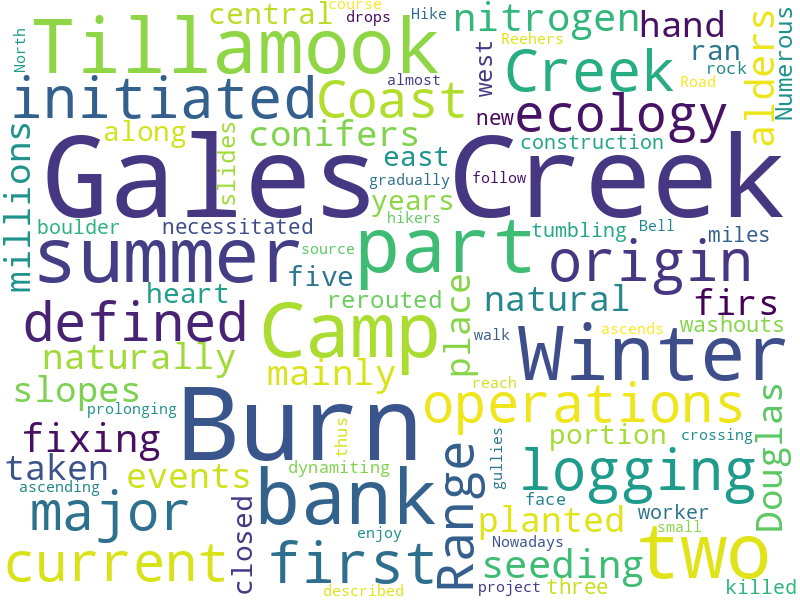 course
central
drops
Hike
nitrogen
hand
North
Tillamook
Reehers
ran
alders
Numerous
west
Creek
rock
initiated
Coast
almost
Road
new
ecology
along
conifers
construction
millions
slides
Gales Creek
east
gradually
follow
years
hikers
boulder
necessitated
tumbling
Bell
miles
summer
source
part
origin
five
heart
rerouted
natural
firs
defined
Camp
place
walk
ascends
washouts
naturally
mainly
Winter
slopes
reach
prolonging
Burn
operations
Douglas
fixing
thus
gullies
portion
crossing
taken
events
dynamiting
Range
logging
ascending
bank
face
major
closed
enjoy
planted
worker
small
current
first
Nowadays
seeding
two
described
project
three
killed